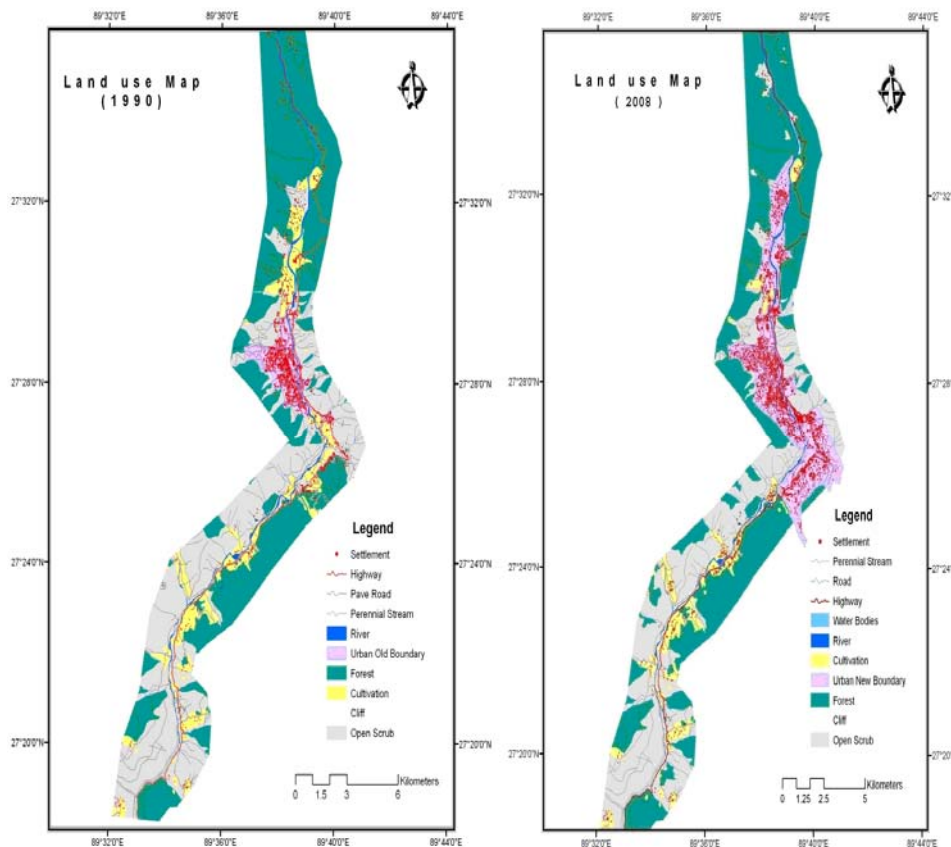 89°32'0"E 89°36'0"E 89°40'0"E 89°44'0"E
Land use Map
(1990)
27°32'0"N
27°28'0"N
27°24'0"N
27°20'0"N
27°32'0"N
27°28'0"N
27°24'0"N
27°20'0"N
Legend
Settlement
Highway
Pave Road
Perennial Stream
River
Urban Old Boundary
Forest
Cultivation
Cliff
Open Scrub
Kilometers
0 1.5 3 6
89°32'0"E 89°36'0"E 89°40'0"E 89°44'0"E
89°32'0"E 89°36'0"E 89°40'0"E 89°44'0"E
Land use Map
( 2008 )
27°32'0"N
27°28'0"N
27°24'0"N
27°20'0"N
Legend
Settlement
Perennial Stream
Road
Highway
Water Bodies
River
Cultivation
Urban New Boundary
Forest
Cliff
Open Scrub
Kilometers
0 1.25 2.5 5
89°32'0"E 89°36'0"E 89°40'0"E 89°44'0"E